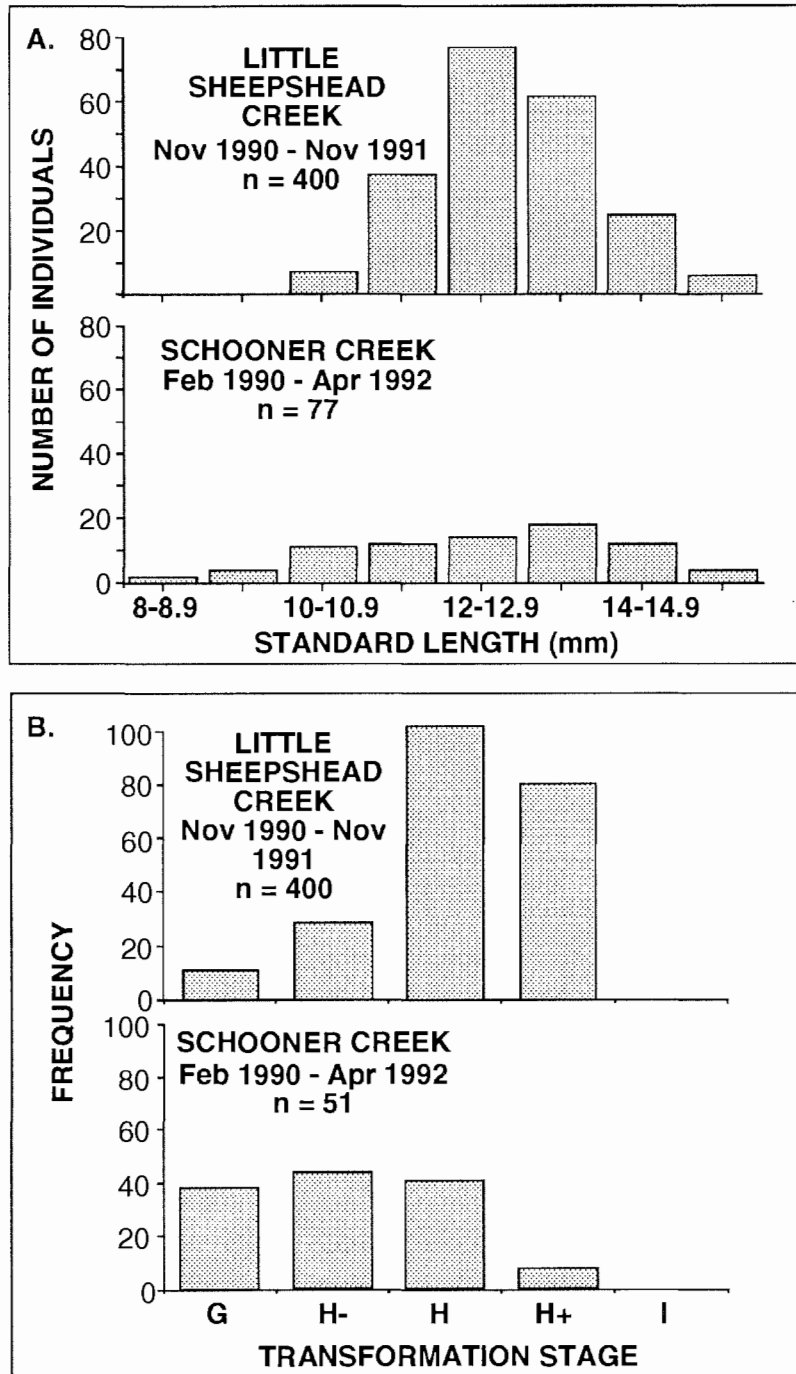 A.
LITTLE
SHEEPSHEAD
CREEK
Nov 1990 - Nov 1991
n = 400
80
60
40
20
NUMBER OF INDIVIDUALS
SCHOONER CREEK
Feb 1990 - Apr 1992
n = 77
80
60
40
20
0
8-8.9 10-10.9 12-12.9 14-14.9
STANDARD LENGTH (mm)
B.
LITTLE
SHEEPSHEAD
CREEK
Nov 1990 - Nov
1991
n = 400
100
80
60
40
20
0
FREQUENCY
SCHOONER CREEK
Feb 1990 - Apr 1992
n = 51
100
80
60
40
20
0
G H- H H+ I
TRANSFORMATION STAGE